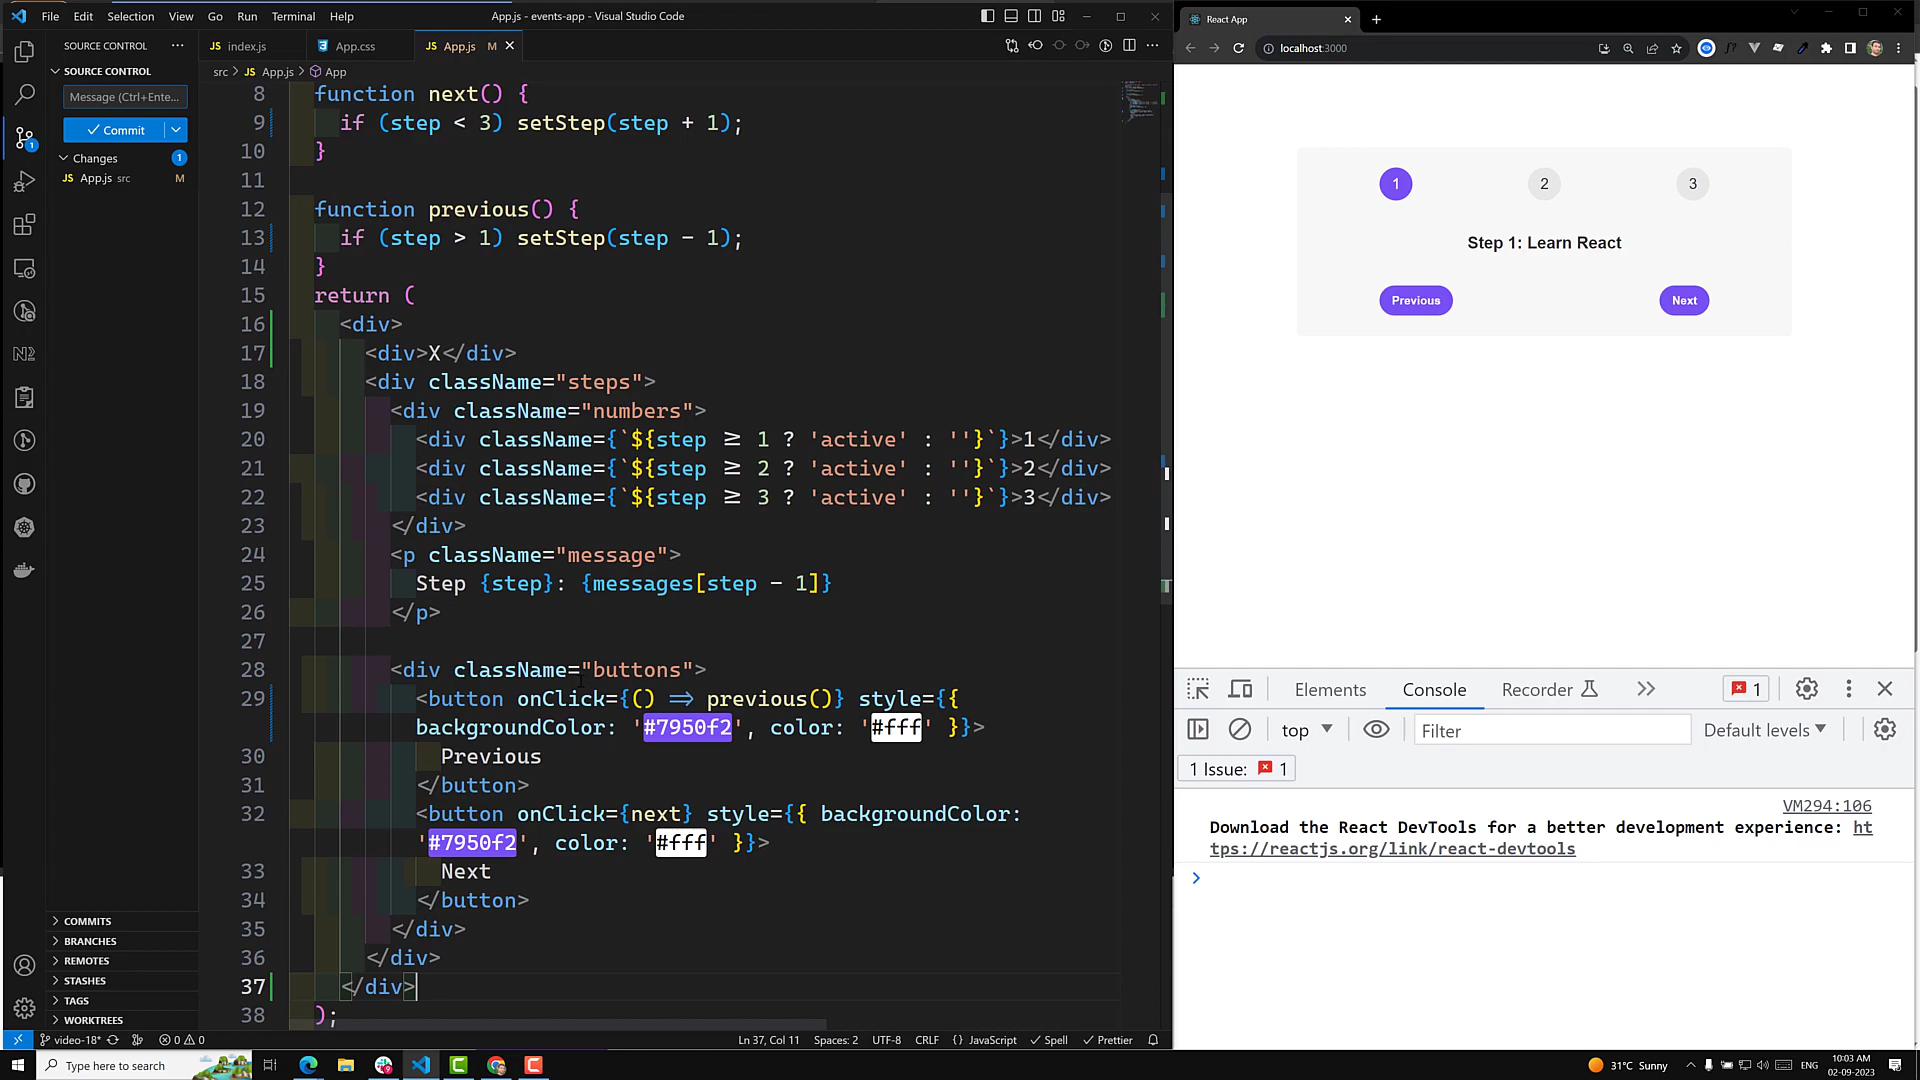 File Edit Selection View Go Run Terminal Help
App.js - events-app - Visual Studio Code
SOURCE CONTROL
SOURCE CONTROL
Message (Ctrl+Ente...
Commit
Changes 1
JS App.js src M
COMMITS
BRANCHES
REMOTES
STASHES
TAGS
WORKTREES
JS index.js
App.css
JS App.js M
src > JS App.js > App
8 function next() {
9 if (step < 3) setStep(step + 1);
10 }
11
12 function previous() {
13 if (step > 1) setStep(step - 1);
14 }
15 return (
16 <div>
17 <div>X</div>
18 <div className="steps">
19 <div className="numbers">
20 <div className={`${step ≥ 1 ? 'active' : ''}`}>1</div>
21 <div className={`${step ≥ 2 ? 'active' : ''}`}>2</div>
22 <div className={`${step ≥ 3 ? 'active' : ''}`}>3</div>
23 </div>
24 <p className="message">
25 Step {step}: {messages[step - 1]}
26 </p>
27
28 <div className="buttons">
29 <button onClick={() ⇒ previous()} style={{
backgroundColor: '#7950f2', color: '#fff' }}>
30 Previous
31 </button>
32 <button onClick={next} style={{ backgroundColor:
'#7950f2', color: '#fff' }}>
33 Next
34 </button>
35 </div>
36 </div>
37 </div>
38 );
video-18* 0 0
Ln 37, Col 11 Spaces: 2 UTF-8 CRLF {} JavaScript Spell Prettier
React App
localhost:3000
1 2 3
Step 1: Learn React
Previous Next
Elements Console Recorder 1
top Filter Default levels
1 Issue: 1
VM294:106
Download the React DevTools for a better development experience: ht
tps://reactjs.org/link/react-devtools
Type here to search
31°C Sunny
ENG
10:03 AM
02-09-2023